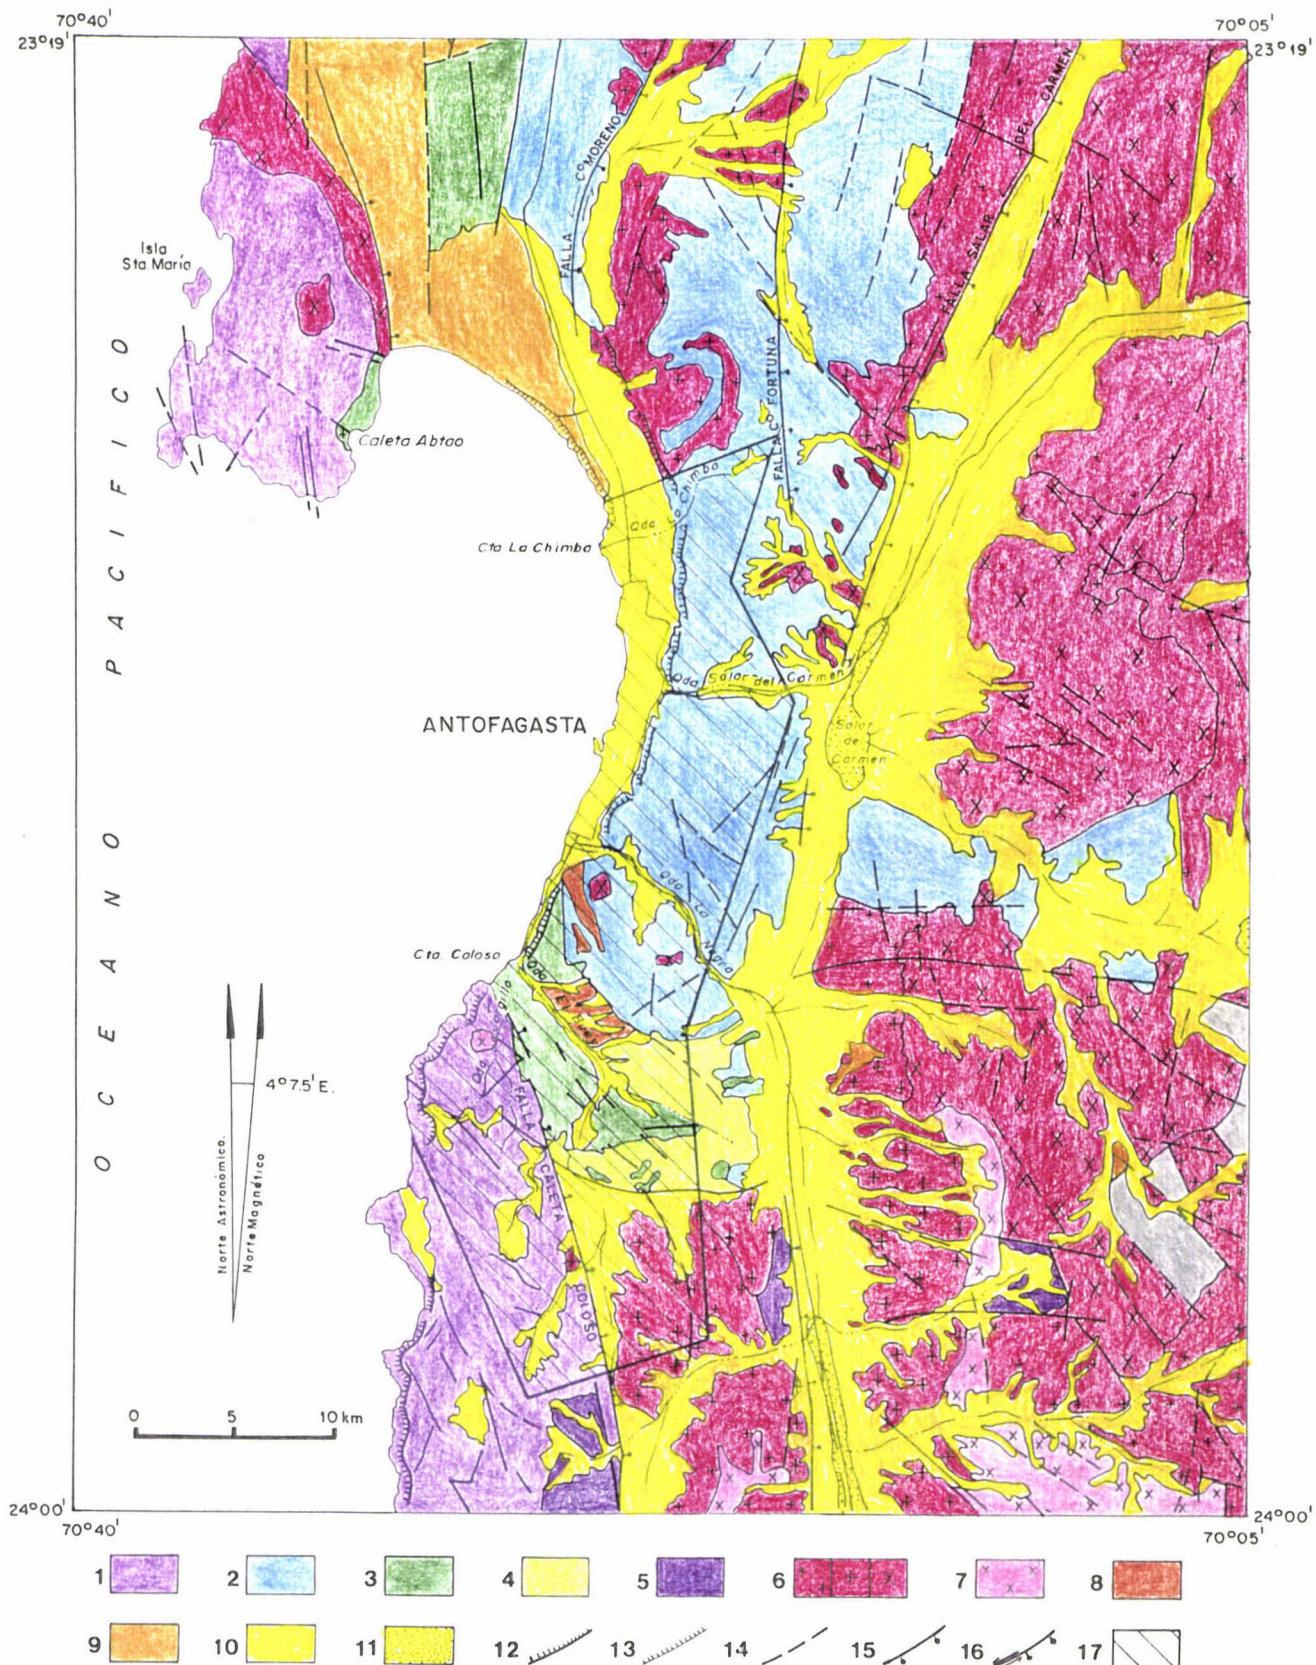 70°40'
70°05'
23°19'
23°19'
FALLA Cº MORENO
FALLA SALAR DEL CARMEN
Isla
Sta. María
FALLA Cº FORTUNA
OCEANO PACIFICO
Caleta Abtao
Qda. La Chimba
Cta La Chimba
Qda Salar del Carmen
ANTOFAGASTA
Salar
de
Carmen
Qda La Negra
Cta. Coloso
Qda
FALLA CALETA COLOSO
4°7.5' E.
Norte Astronómico.
Norte Magnético
0 5 10 km
24°00'
24°00'
70°40'
70°05'
1 2 3 4 5 6 7 8
9 10 11 12 13 14 15 16 17